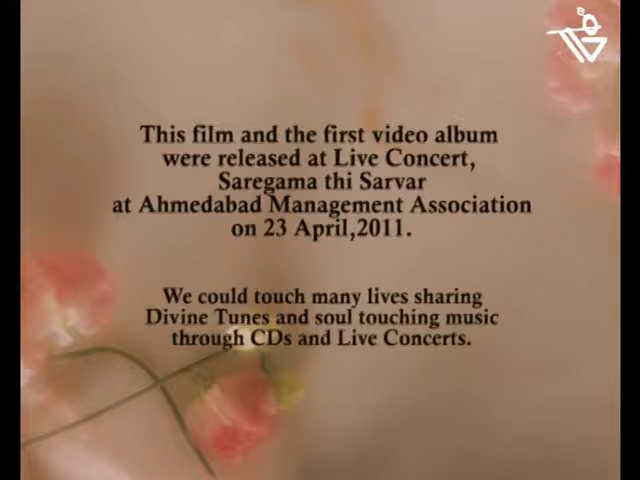 This film and the first video album
were released at Live Concert,
Saregama thi Sarvar
at Ahmedabad Management Association
on 23 April,2011.
We could touch many lives sharing
Divine Tunes and soul touching music
through CDs and Live Concerts.